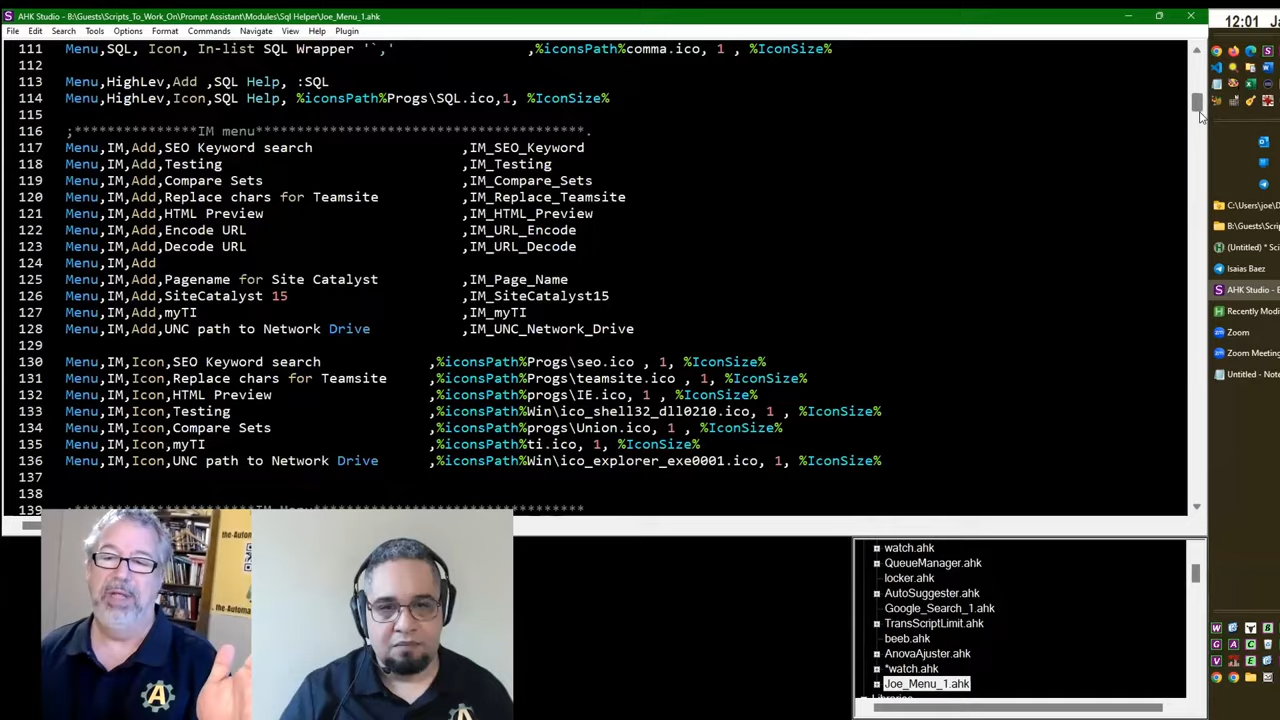 AHK Studio - B:\Guests\Scripts_To_Work_On\Prompt Assistant\Modules\Sql Helper\Joe_Menu_1.ahk
12:01
File Edit Search Tools Options Format Commands Navigate View Help Plugin
111 Menu,SQL, Icon, In-list SQL Wrapper '`,' ,%iconsPath%comma.ico, 1 , %IconSize%
112
113 Menu,HighLev,Add ,SQL Help, :SQL
114 Menu,HighLev,Icon,SQL Help, %iconsPath%Progs\SQL.ico,1, %IconSize%
115
116 ;***************IM menu****************************************.
117 Menu,IM,Add,SEO Keyword search ,IM_SEO_Keyword
118 Menu,IM,Add,Testing ,IM_Testing
119 Menu,IM,Add,Compare Sets ,IM_Compare_Sets
120 Menu,IM,Add,Replace chars for Teamsite ,IM_Replace_Teamsite
121 Menu,IM,Add,HTML Preview ,IM_HTML_Preview
122 Menu,IM,Add,Encode URL ,IM_URL_Encode
123 Menu,IM,Add,Decode URL ,IM_URL_Decode
124 Menu,IM,Add
125 Menu,IM,Add,Pagename for Site Catalyst ,IM_Page_Name
126 Menu,IM,Add,SiteCatalyst 15 ,IM_SiteCatalyst15
127 Menu,IM,Add,myTI ,IM_myTI
128 Menu,IM,Add,UNC path to Network Drive ,IM_UNC_Network_Drive
129
130 Menu,IM,Icon,SEO Keyword search ,%iconsPath%Progs\seo.ico , 1, %IconSize%
131 Menu,IM,Icon,Replace chars for Teamsite ,%iconsPath%Progs\teamsite.ico , 1, %IconSize%
132 Menu,IM,Icon,HTML Preview ,%iconsPath%progs\IE.ico, 1 , %IconSize%
133 Menu,IM,Icon,Testing ,%iconsPath%Win\ico_shell32_dll0210.ico, 1 , %IconSize%
134 Menu,IM,Icon,Compare Sets ,%iconsPath%progs\Union.ico, 1 , %IconSize%
135 Menu,IM,Icon,myTI ,%iconsPath%ti.ico, 1, %IconSize%
136 Menu,IM,Icon,UNC path to Network Drive ,%iconsPath%Win\ico_explorer_exe0001.ico, 1, %IconSize%
137
138
139
C:\Users\joe\D
B:\Guests\Scri
(Untitled) * Sc
Isaias Baez
AHK Studio - B
Recently Modi
Zoom
Zoom Meeting
Untitled - Note
the-Autom
watch.ahk
QueueManager.ahk
locker.ahk
AutoSuggester.ahk
Google_Search_1.ahk
TransScriptLimit.ahk
beeb.ahk
AnovaAjuster.ahk
*watch.ahk
Joe_Menu_1.ahk
Libraries